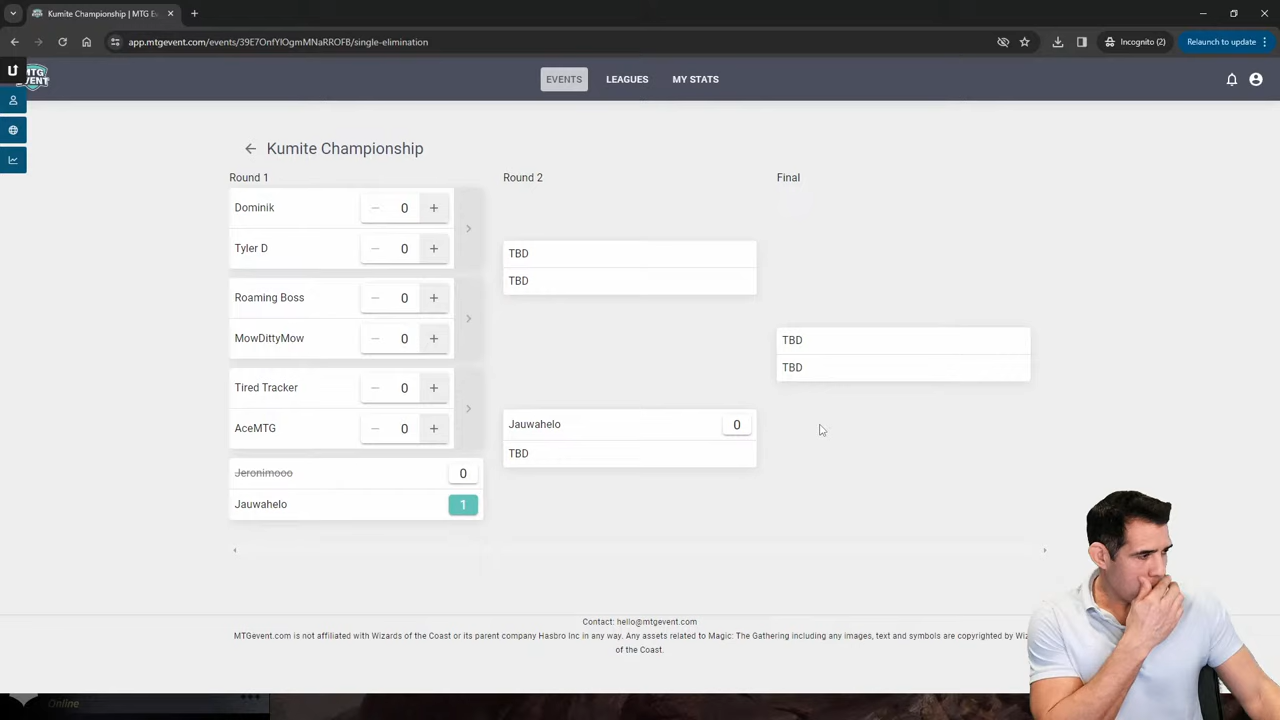 Kumite Championship | MTG Ev
app.mtgevent.com/events/39E7OnfYlOgmMNaRROFB/single-elimination
Incognito (2)
Relaunch to update
MTG
EVENT
EVENTS
LEAGUES
MY STATS
Kumite Championship
Round 1
Round 2
Final
Dominik
0
Tyler D
0
Roaming Boss
0
MowDittyMow
0
Tired Tracker
0
AceMTG
0
Jeronimooo
0
Jauwahelo
1
TBD
TBD
Jauwahelo
0
TBD
TBD
TBD
Contact: hello@mtgevent.com
MTGevent.com is not affiliated with Wizards of the Coast or its parent company Hasbro Inc in any way. Any assets related to Magic: The Gathering including any images, text and symbols are copyrighted by Wiz
of the Coast.
Online